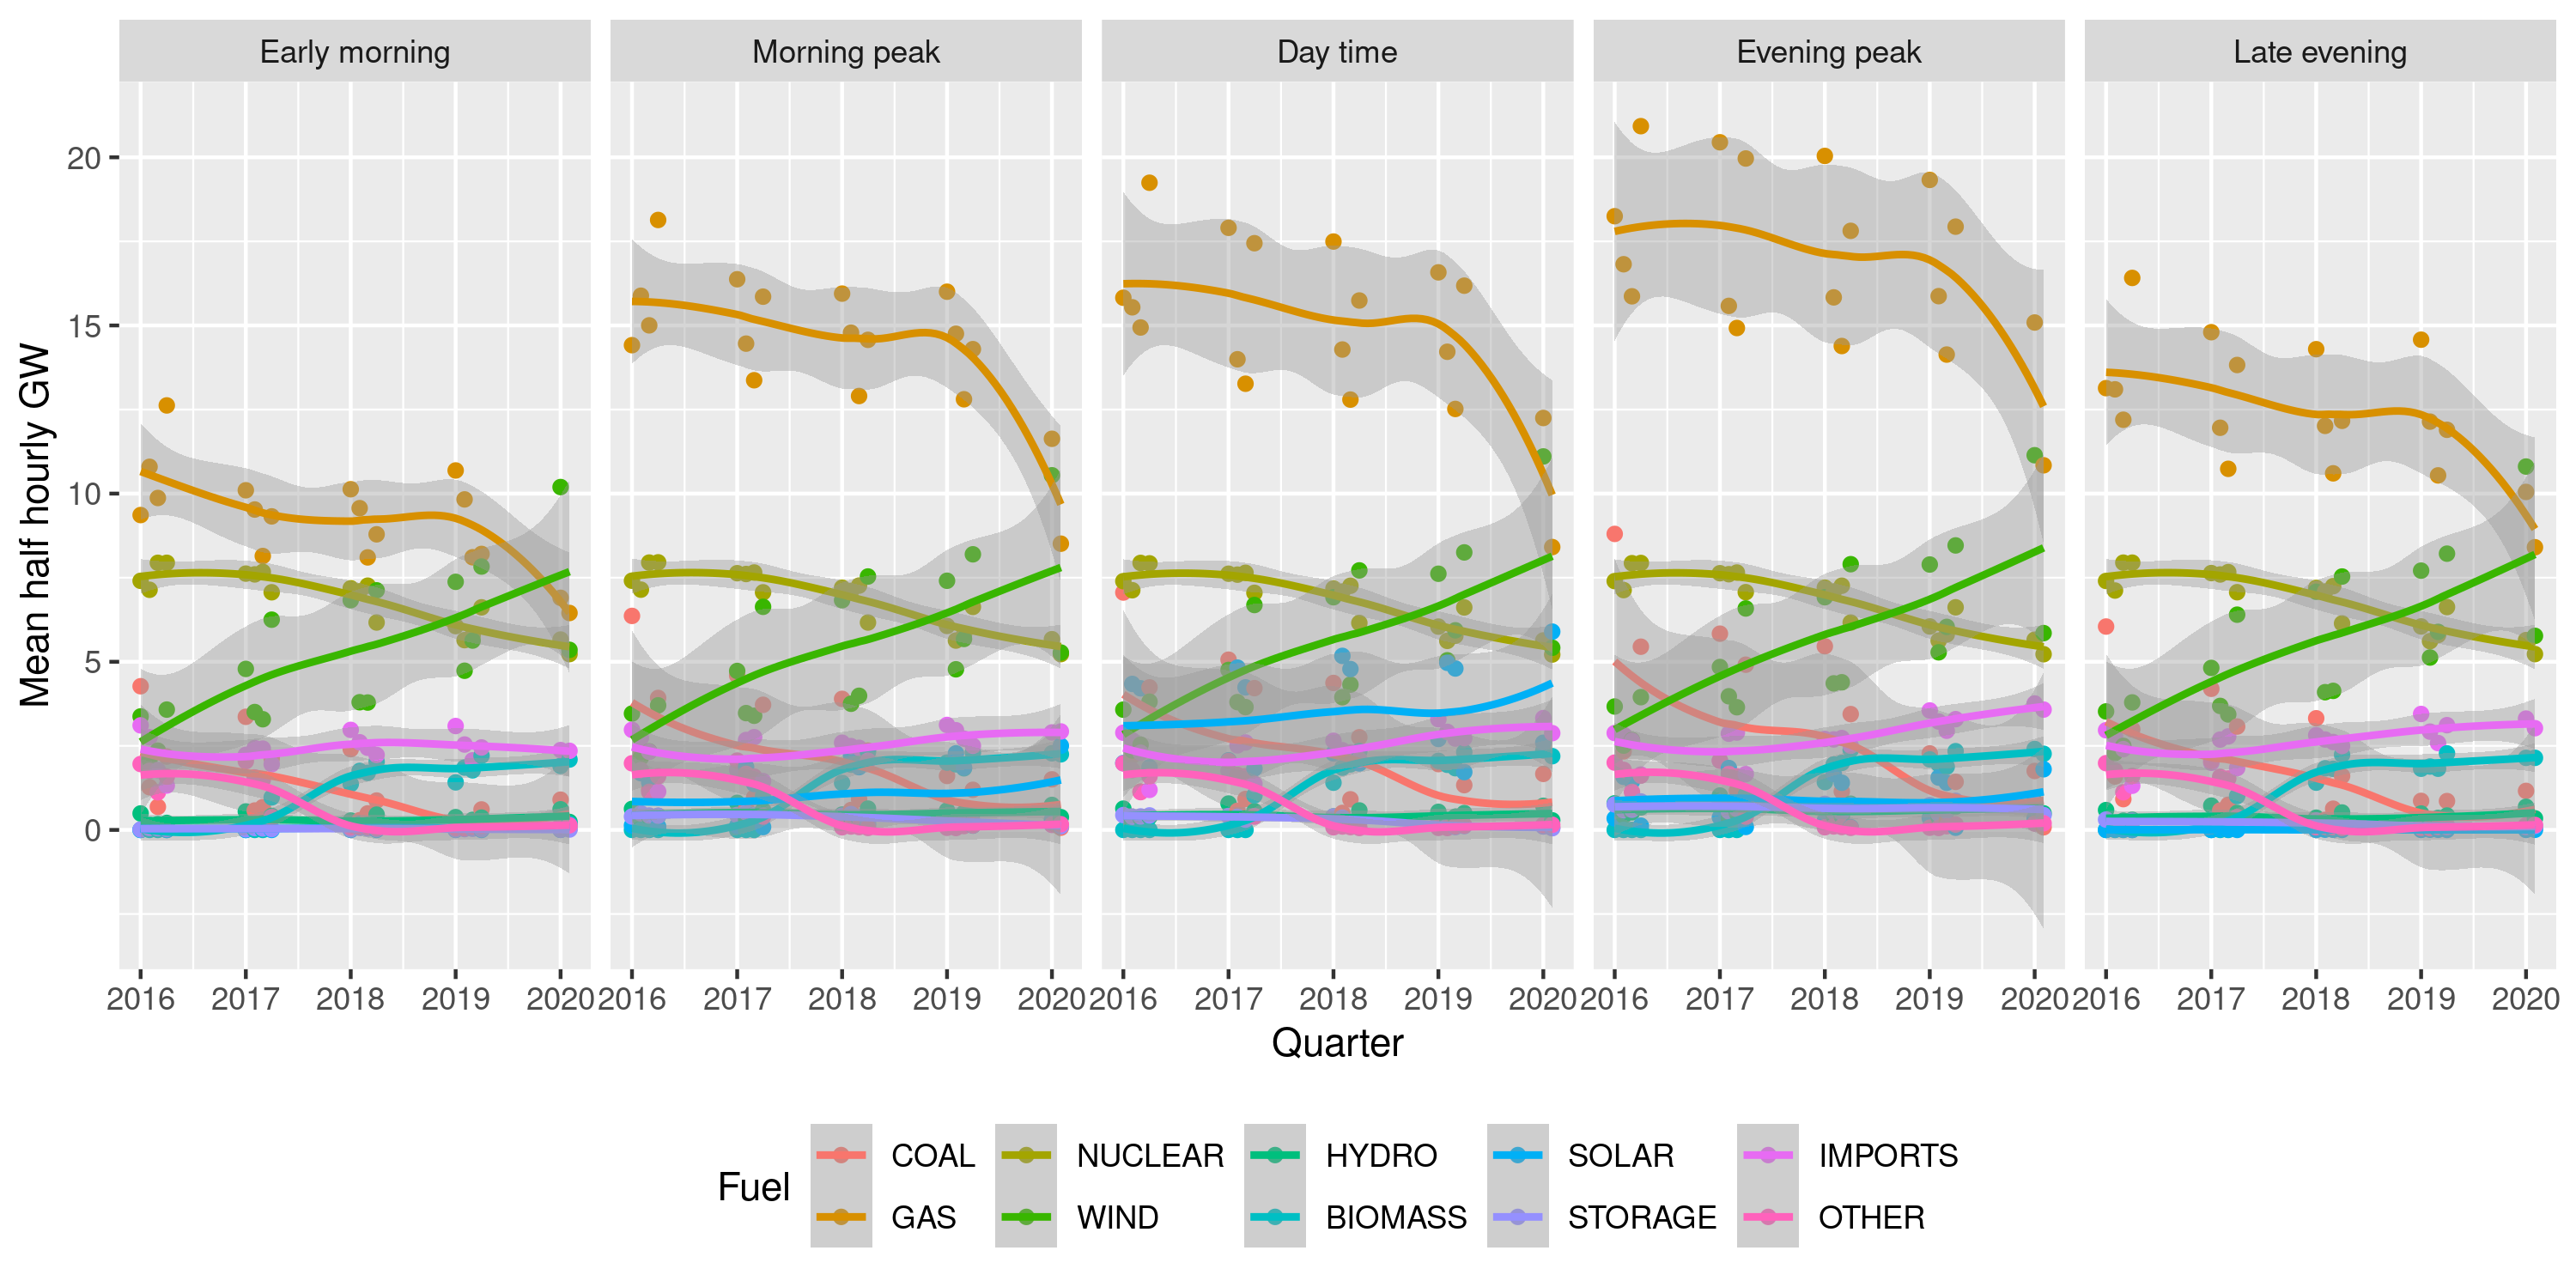 Early morning
Morning peak
Day time
Evening peak
Late evening
Mean half hourly GW
20
15
10
5
0
2016 2017 2018 2019 2020
2016 2017 2018 2019 2020
2016 2017 2018 2019 2020
2016 2017 2018 2019 2020
2016 2017 2018 2019 2020
Quarter
Fuel
COAL NUCLEAR HYDRO SOLAR IMPORTS
GAS WIND BIOMASS STORAGE OTHER